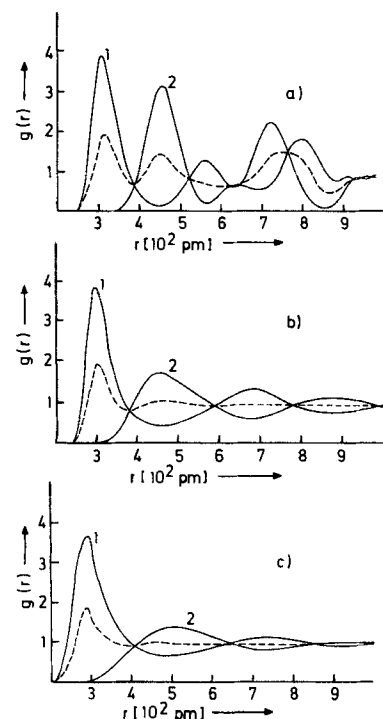 a)
g(r) →
4
3
2
1
1
2
3 4 5 6 7 8 9
r [10² pm] →
b)
g(r) →
4
3
2
1
1
2
3 4 5 6 7 8 9
r [10² pm] →
c)
g(r) →
4
3
2
1
1
2
3 4 5 6 7 8 9
r [10² pm] →